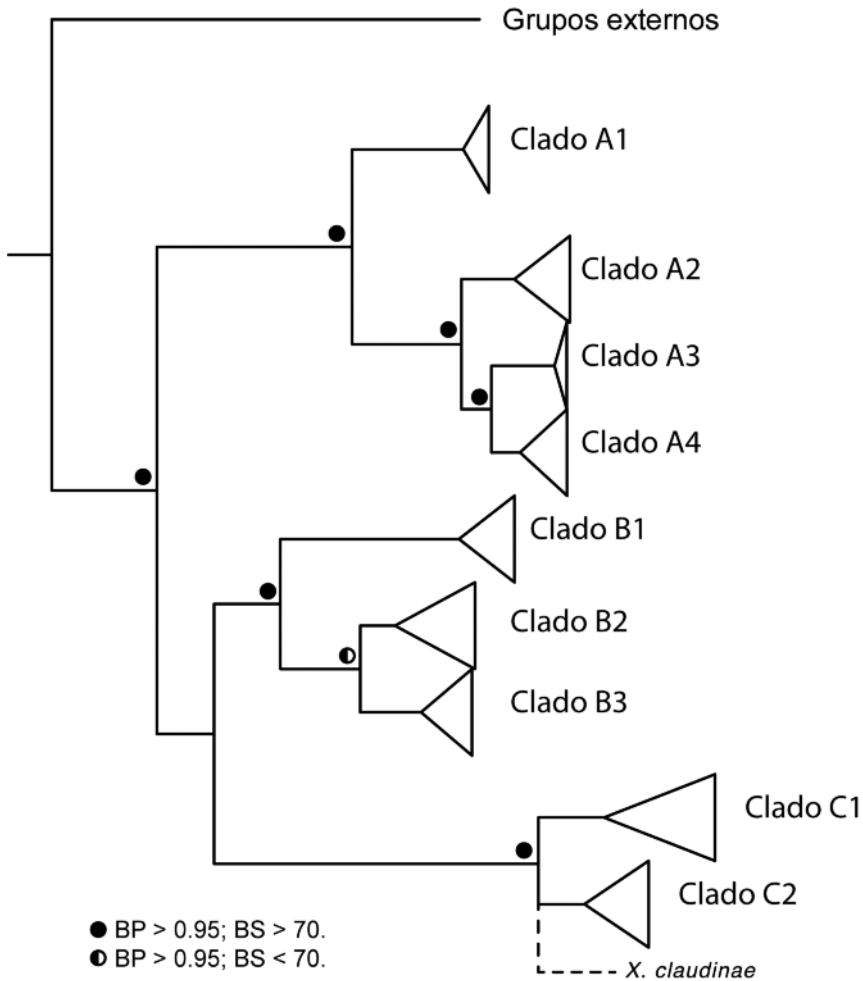 Grupos externos
Clado A1
Clado A2
Clado A3
Clado A4
Clado B1
Clado B2
Clado B3
Clado C1
Clado C2
● BP > 0.95; BS > 70.
◐ BP > 0.95; BS < 70.
X. claudinae